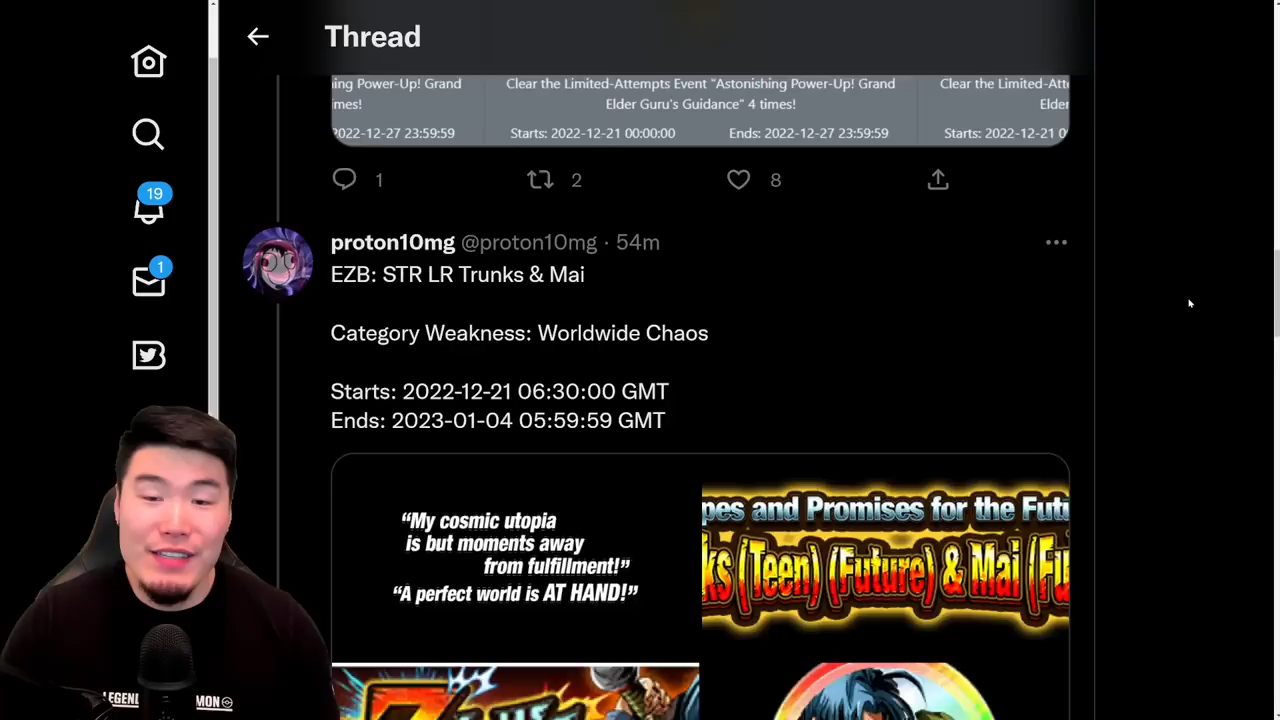 Thread
ing Power-Up! Grand
mes!
2022-12-27 23:59:59
Clear the Limited-Attempts Event "Astonishing Power-Up! Grand
Elder Guru's Guidance" 4 times!
Starts: 2022-12-21 00:00:00
Ends: 2022-12-27 23:59:59
Clear the Limited-Att
Elder
Starts: 2022-12-21 0
1
2
8
19
1
proton10mg @proton10mg · 54m
EZB: STR LR Trunks & Mai
Category Weakness: Worldwide Chaos
Starts: 2022-12-21 06:30:00 GMT
Ends: 2023-01-04 05:59:59 GMT
“My cosmic utopia
is but moments away
from fulfillment!”
“A perfect world is AT HAND!”
pes and Promises for the Futu
ks (Teen) (Future) & Mai (Fu
LEGEN
MON